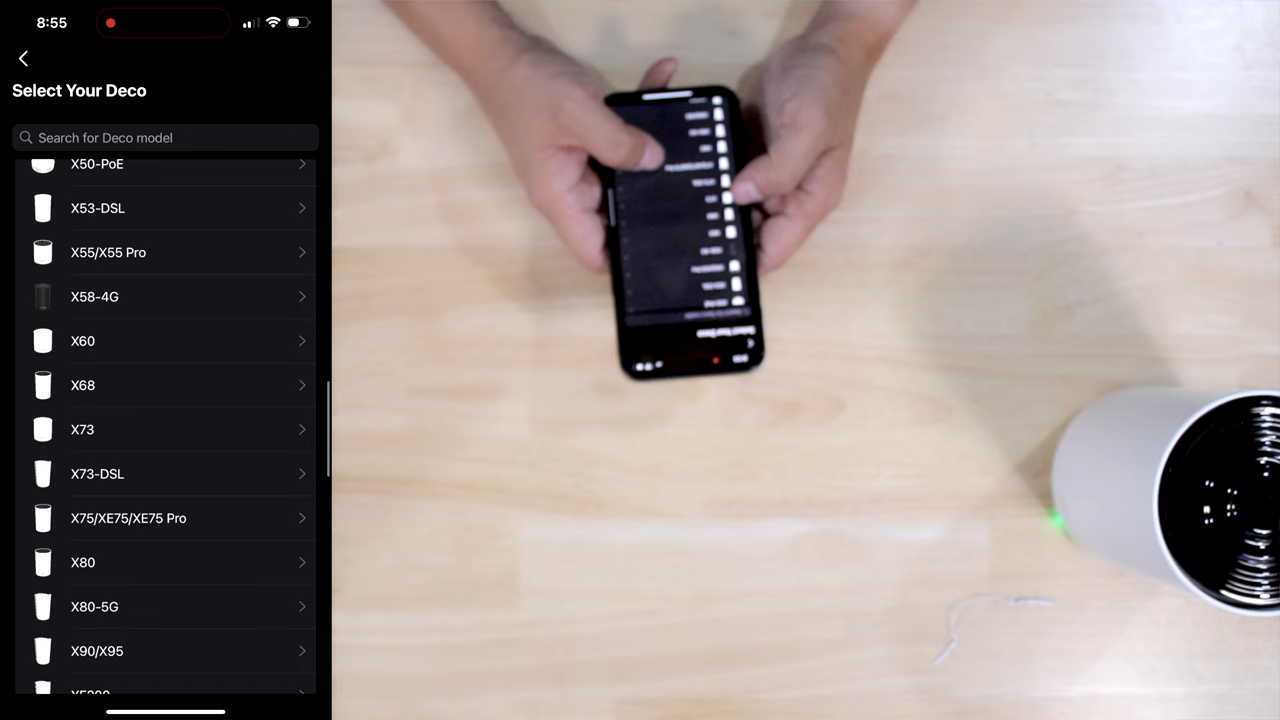 8:55
Select Your Deco
Search for Deco model
X50-PoE
X53-DSL
X55/X55 Pro
X58-4G
X60
X68
X73
X73-DSL
X75/XE75/XE75 Pro
X80
X80-5G
X90/X95
XE200